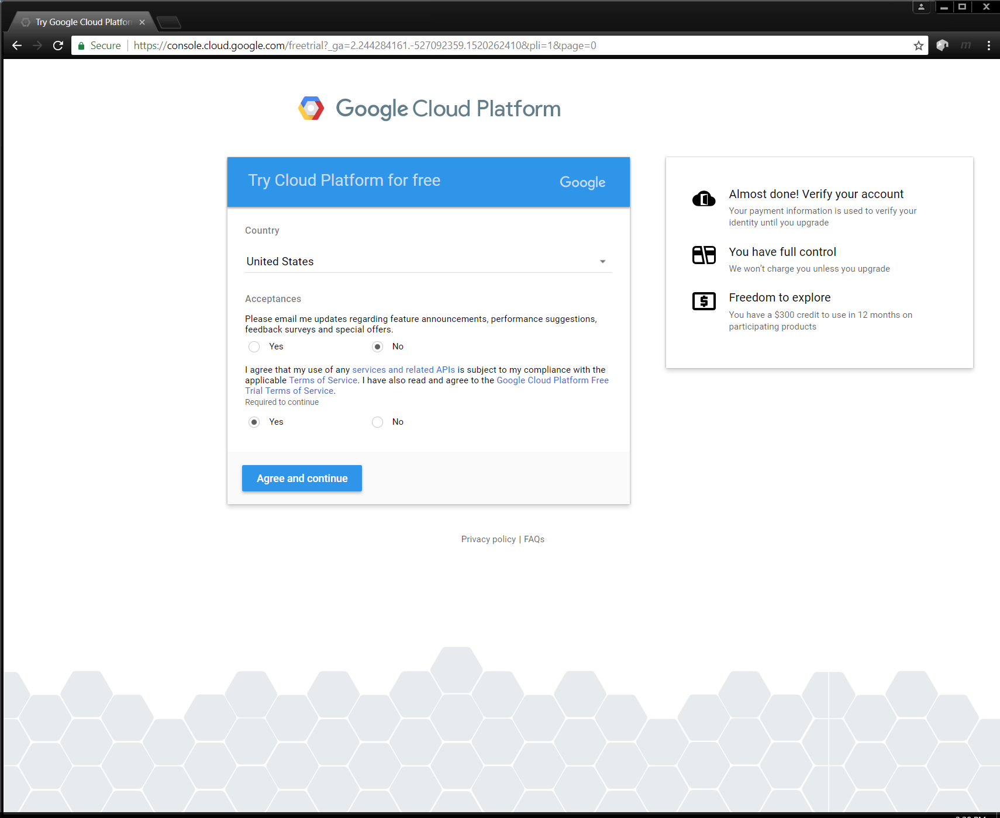 Try Google Cloud Platfor
Secure
https://console.cloud.google.com/freetrial?_ga=2.244284161.-527092359.1520262410&pli=1&page=0
m
Google Cloud Platform
Try Cloud Platform for free
Google
Country
United States
Acceptances
Please email me updates regarding feature announcements, performance suggestions,
feedback surveys and special offers.
Yes
No
I agree that my use of any services and related APIs is subject to my compliance with the
applicable Terms of Service. I have also read and agree to the Google Cloud Platform Free
Trial Terms of Service.
Required to continue
Yes
No
Agree and continue
Almost done! Verify your account
Your payment information is used to verify your
identity until you upgrade
You have full control
We won't charge you unless you upgrade
$
Freedom to explore
You have a $300 credit to use in 12 months on
participating products
Privacy policy | FAQs